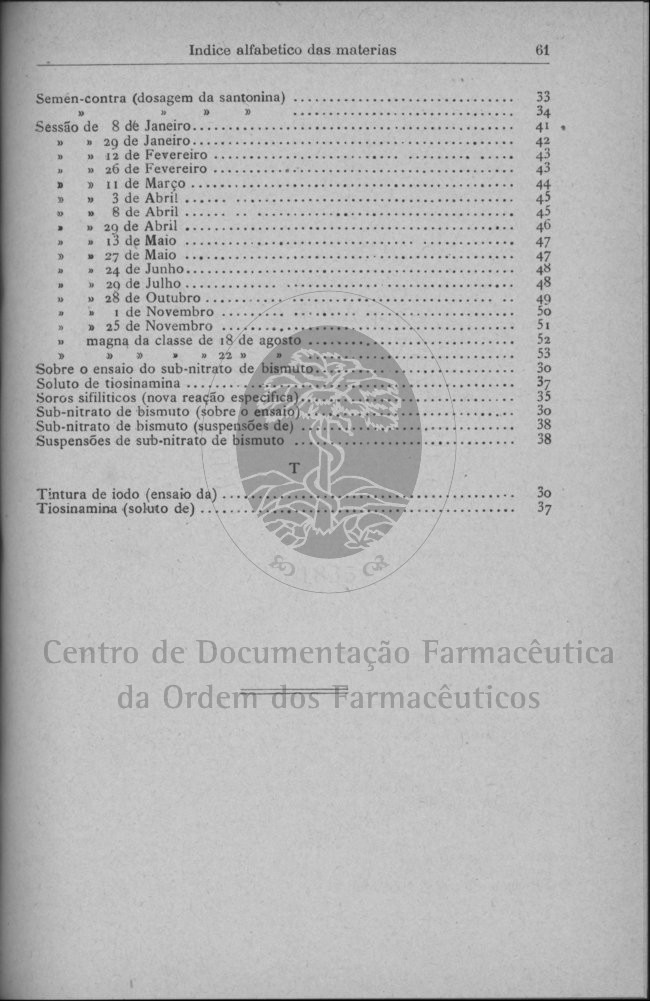 Indice alfabetico das materias 61
Semén-contra (dosagem da santonina) 33
» » » » 34
Sessão de 8 de Janeiro 41
» » 29 de Janeiro 42
» » 12 de Fevereiro 43
» » 26 de Fevereiro 43
» » 11 de Março 44
» » 3 de Abril 45
» » 8 de Abril 45
» » 29 de Abril 46
» » 13 de Maio 47
» » 27 de Maio 47
» » 24 de Junho 48
» » 29 de Julho 48
» » 28 de Outubro 49
» » 1 de Novembro 50
» » 25 de Novembro 51
» magna da classe de 18 de agosto 52
» » » » » 22 » » 53
Sobre o ensaio do sub-nitrato de bismuto 30
Soluto de tiosinamina 37
Soros sifiliticos (nova reação especifica) 35
Sub-nitrato de bismuto (sobre o ensaio) 30
Sub-nitrato de bismuto (suspensões de) 38
Suspensões de sub-nitrato de bismuto 38
T
Tintura de iodo (ensaio da) 30
Tiosinamina (soluto de) 37
1835
Centro de Documentação Farmacêutica
da Ordem dos Farmacêuticos